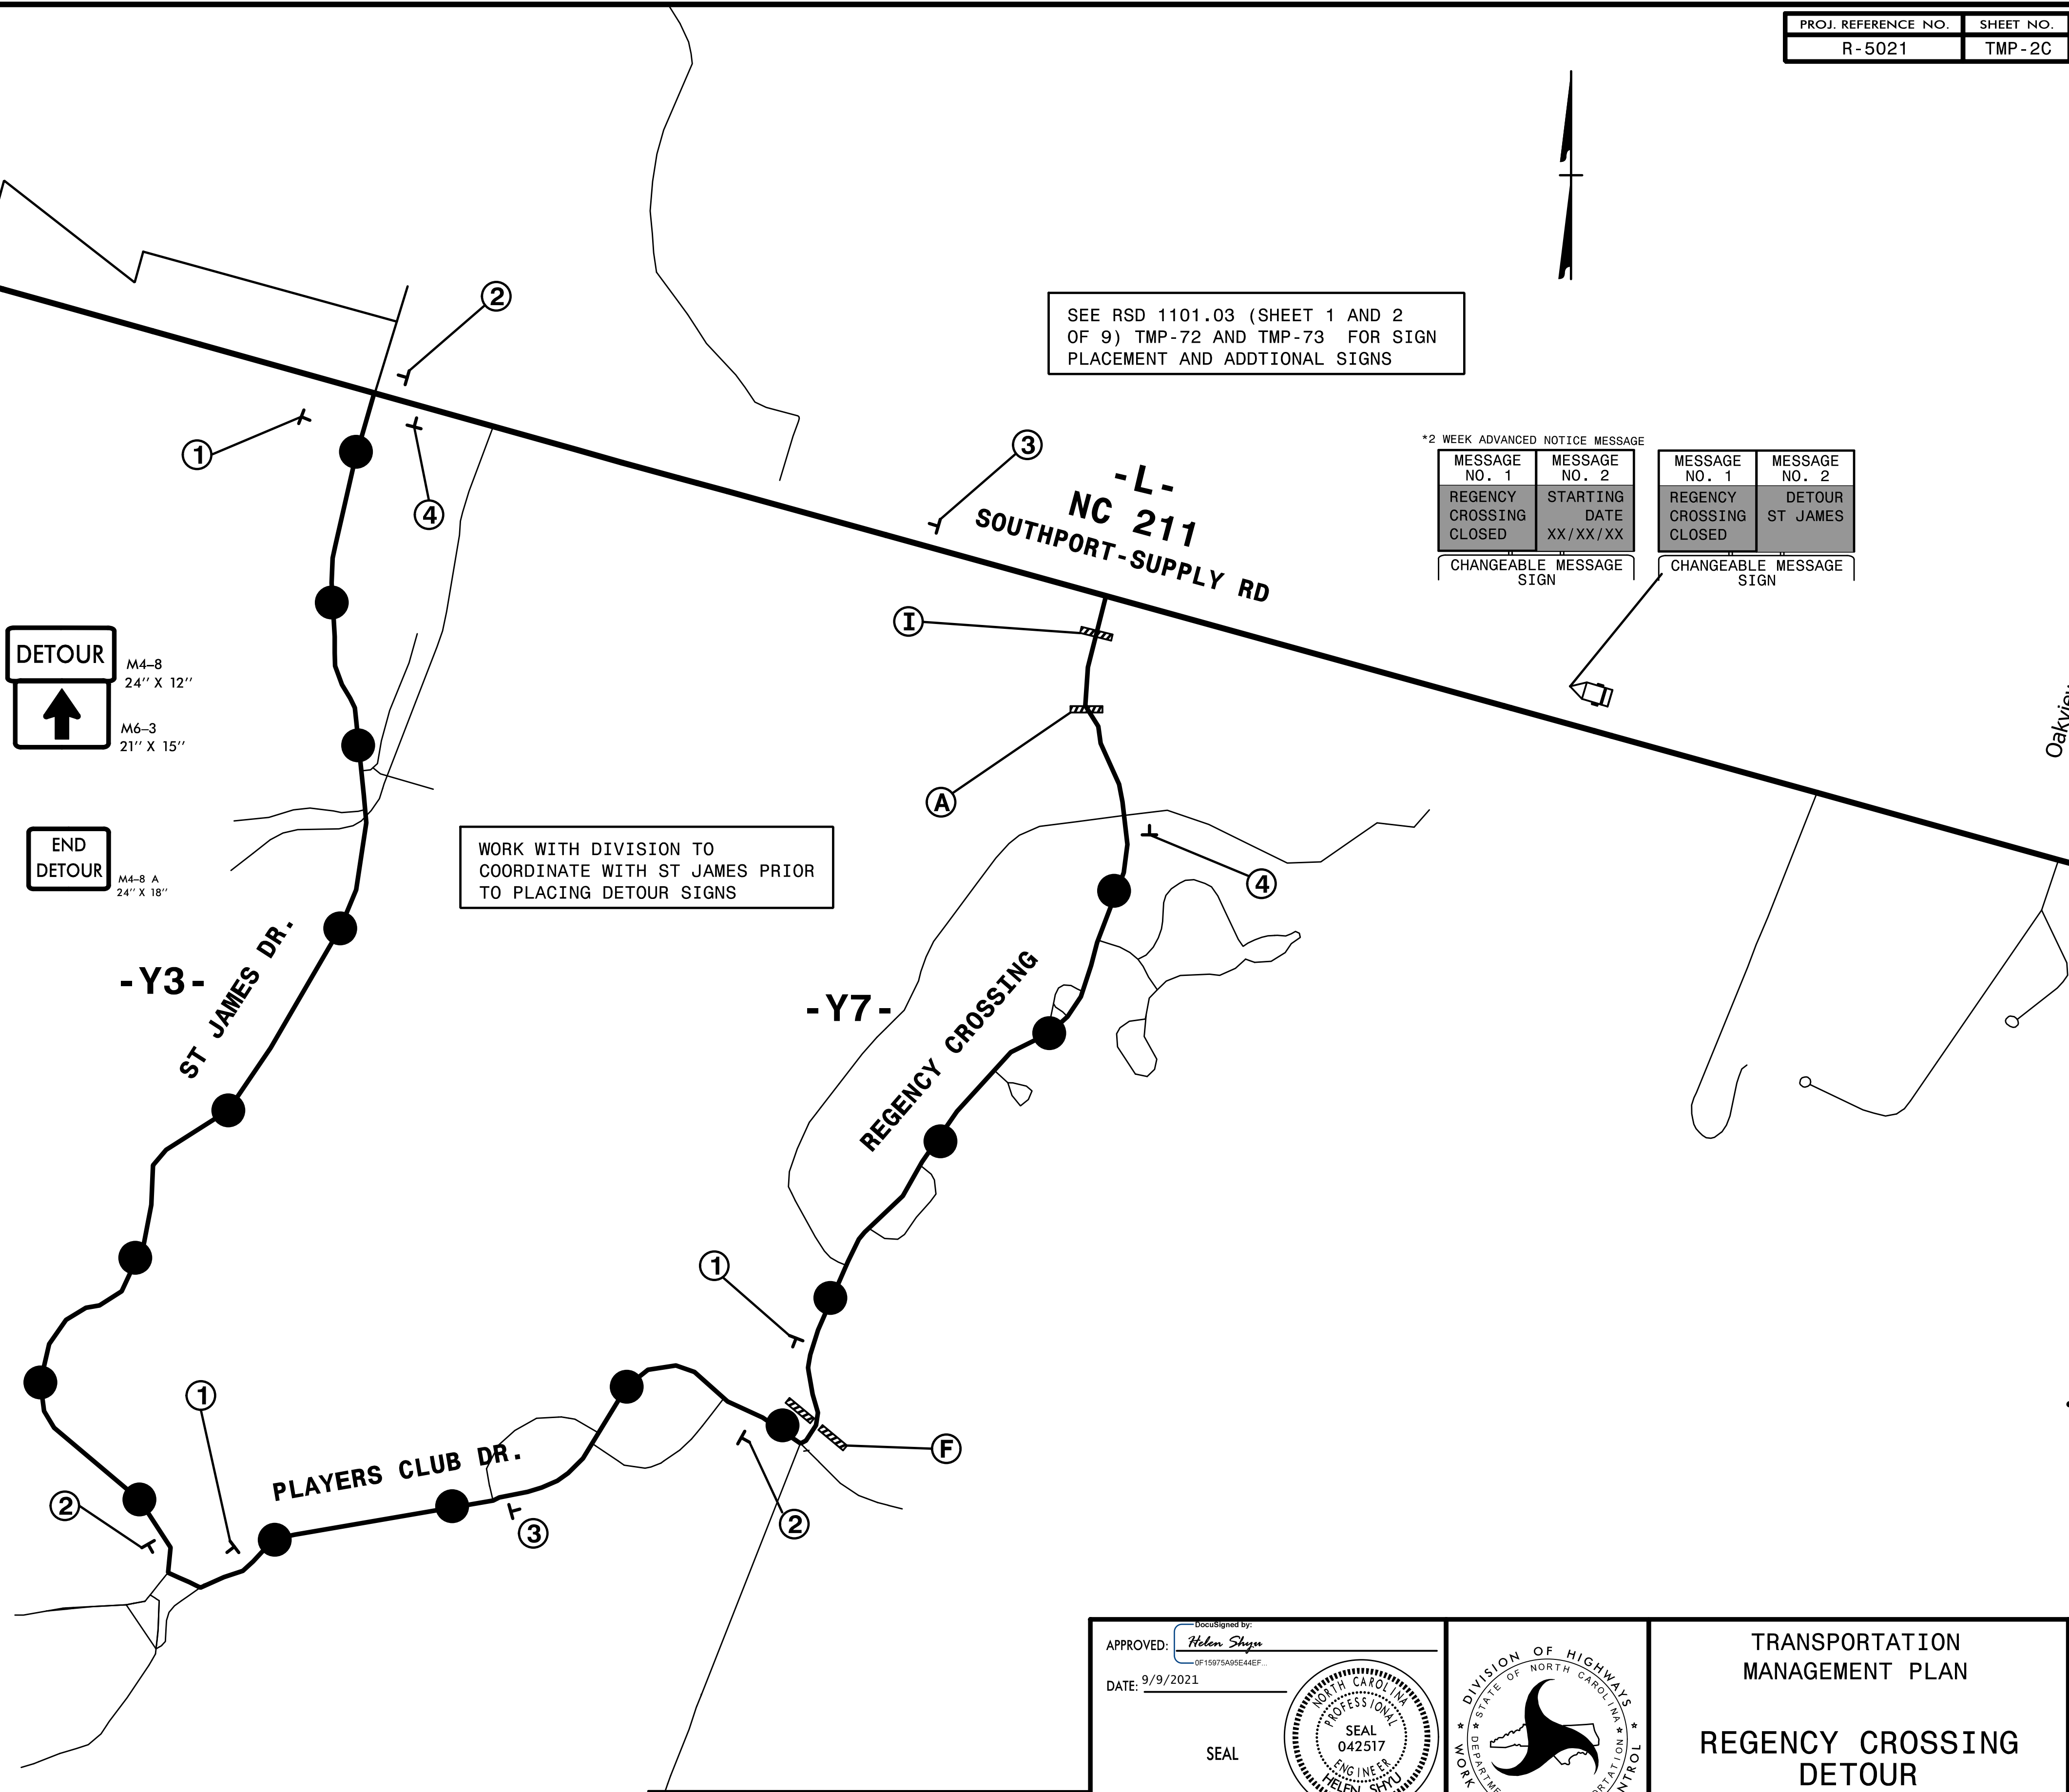 PROJ. REFERENCE NO. SHEET NO.
R-5021 TMP-2C
2
SEE RSD 1101.03 (SHEET 1 AND 2
OF 9) TMP-72 AND TMP-73 FOR SIGN
PLACEMENT AND ADDTIONAL SIGNS
1
4
3
-L-
NC 211
SOUTHPORT-SUPPLY RD
*2 WEEK ADVANCED NOTICE MESSAGE
MESSAGE NO. 1 MESSAGE NO. 2
REGENCY STARTING
CROSSING DATE
CLOSED XX/XX/XX
CHANGEABLE MESSAGE
SIGN
MESSAGE NO. 1 MESSAGE NO. 2
REGENCY DETOUR
CROSSING ST JAMES
CLOSED
CHANGEABLE MESSAGE
SIGN
I
DETOUR
M4-8
24'' X 12''
M6-3
21'' X 15''
Oakview
A
END
DETOUR
M4-8 A
24'' X 18''
WORK WITH DIVISION TO
COORDINATE WITH ST JAMES PRIOR
TO PLACING DETOUR SIGNS
4
-Y3-
ST JAMES DR.
-Y7-
REGENCY CROSSING
1
1
PLAYERS CLUB DR.
F
2
3
2
APPROVED:
DocuSigned by:
Helen Shyu
0F15975A95E44EF...
DATE: 9/9/2021
SEAL
NORTH CAROLINA
PROFESSIONAL
SEAL
042517
ENGINEER
HELEN SHYU
DIVISION OF HIGHWAYS
STATE OF NORTH CAROLINA
WORK
TRANSPORTATION
MANAGEMENT PLAN
REGENCY CROSSING
DETOUR